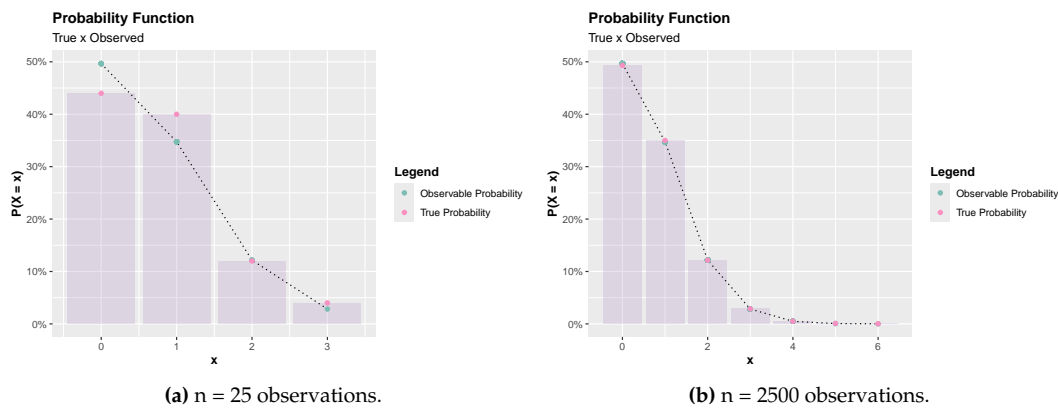 Probability Function
True x Observed
50%
40%
30%
20%
10%
0%
P(X = x)
0 1 2 3
x
Legend
Observable Probability
True Probability
(a) n = 25 observations.
Probability Function
True x Observed
50%
40%
30%
20%
10%
0%
P(X = x)
0 2 4 6
x
Legend
Observable Probability
True Probability
(b) n = 2500 observations.